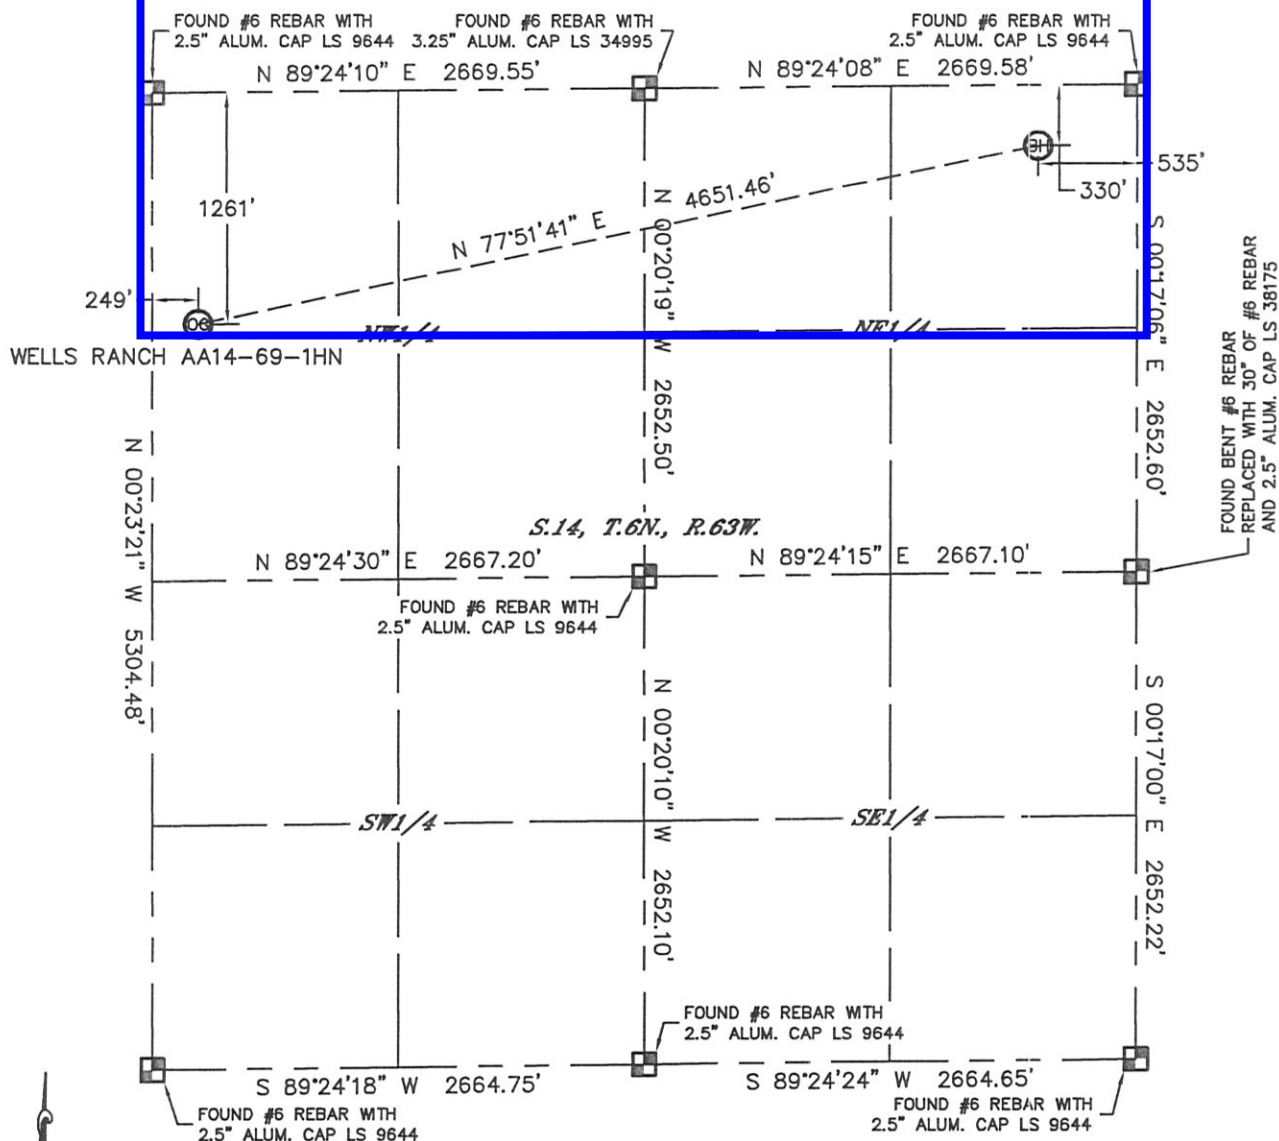 FOUND #6 REBAR WITH
2.5" ALUM. CAP LS 9644
FOUND #6 REBAR WITH
3.25" ALUM. CAP LS 34995
FOUND #6 REBAR WITH
2.5" ALUM. CAP LS 9644
N 89°24'10" E 2669.55'
N 89°24'08" E 2669.58'
BH
535'
330'
1261'
N 77°51'41" E 4651.46'
249'
OG
NW1/4
NE1/4
WELLS RANCH AA14-69-1HN
N 00°20'19" W 2652.50'
S 00°17'06" E 2652.60'
FOUND BENT #6 REBAR
REPLACED WITH 30" OF #6 REBAR
AND 2.5" ALUM. CAP LS 38175
N 00°23'21" W 5304.48'
S.14, T.6N., R.63W.
N 89°24'30" E 2667.20'
N 89°24'15" E 2667.10'
FOUND #6 REBAR WITH
2.5" ALUM. CAP LS 9644
N 00°20'10" W 2652.10'
S 00°17'00" E 2652.22'
SW1/4
SE1/4
FOUND #6 REBAR WITH
2.5" ALUM. CAP LS 9644
S 89°24'18" W 2664.75'
S 89°24'24" W 2664.65'
FOUND #6 REBAR WITH
2.5" ALUM. CAP LS 9644
FOUND #6 REBAR WITH
2.5" ALUM. CAP LS 9644